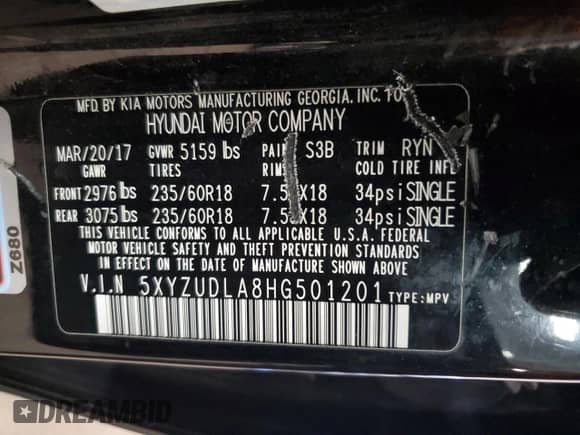 MFD. BY KIA MOTORS MANUFACTURING GEORGIA, INC. TO
HYUNDAI MOTOR COMPANY
MAR/20/17 GVWR 5159 lbs S3B TRIM RYN
GAWR TIRES COLD TIRE INFL
FRONT 2976 lbs 235/60R18 X18 34psi SINGLE
REAR 3075 lbs 235/60R18 X18 34psi SINGLE
THIS VEHICLE CONFORMS TO ALL APPLICABLE U.S.A. FEDERAL
MOTOR VEHICLE SAFETY AND THEFT PREVENTION STANDARDS
IN EFFECT ON THE DATE OF MANUFACTURE SHOWN ABOVE.
V.I.N 5XYZUDLA8HG501201 TYPE: MPV
Z680
DREAMBID